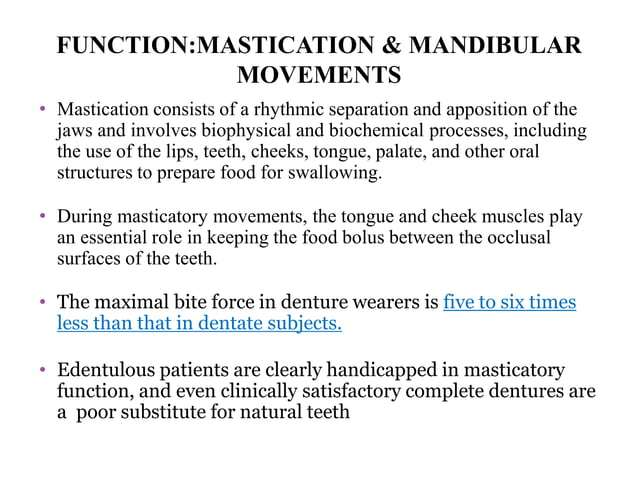 FUNCTION:MASTICATION & MANDIBULAR
MOVEMENTS
• Mastication consists of a rhythmic separation and apposition of the
jaws and involves biophysical and biochemical processes, including
the use of the lips, teeth, cheeks, tongue, palate, and other oral
structures to prepare food for swallowing.
• During masticatory movements, the tongue and cheek muscles play
an essential role in keeping the food bolus between the occlusal
surfaces of the teeth.
• The maximal bite force in denture wearers is five to six times
less than that in dentate subjects.
• Edentulous patients are clearly handicapped in masticatory
function, and even clinically satisfactory complete dentures are
a poor substitute for natural teeth